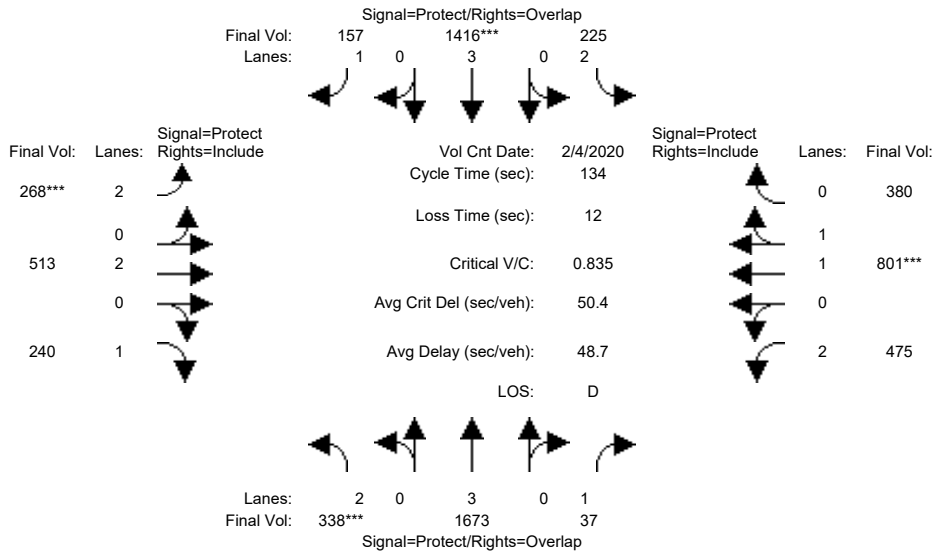 Signal=Protect/Rights=Overlap
Final Vol: 157 1416*** 225
Lanes: 1 0 3 0 2
Signal=Protect Signal=Protect
Final Vol: Lanes: Rights=Include Vol Cnt Date: 2/4/2020 Rights=Include Lanes: Final Vol:
Cycle Time (sec): 134
268*** 2 0 380
Loss Time (sec): 12
0 1
513 2 Critical V/C: 0.835 1 801***
0 Avg Crit Del (sec/veh): 50.4 0
240 1 Avg Delay (sec/veh): 48.7 2 475
LOS: D
Lanes: 2 0 3 0 1
Final Vol: 338*** 1673 37
Signal=Protect/Rights=Overlap